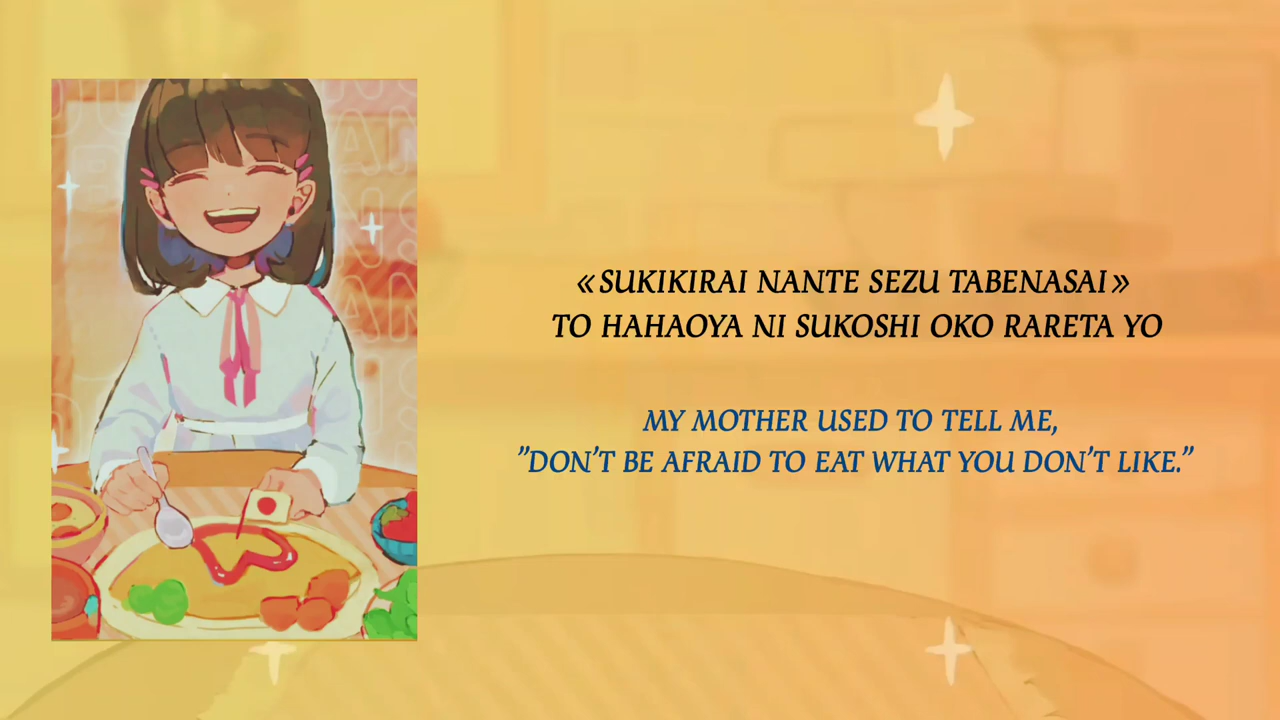 «SUKIKIRAI NANTE SEZU TABENASAI»
TO HAHAOYA NI SUKOSHI OKO RARETA YO
MY MOTHER USED TO TELL ME,
”DON'T BE AFRAID TO EAT WHAT YOU DON'T LIKE.”